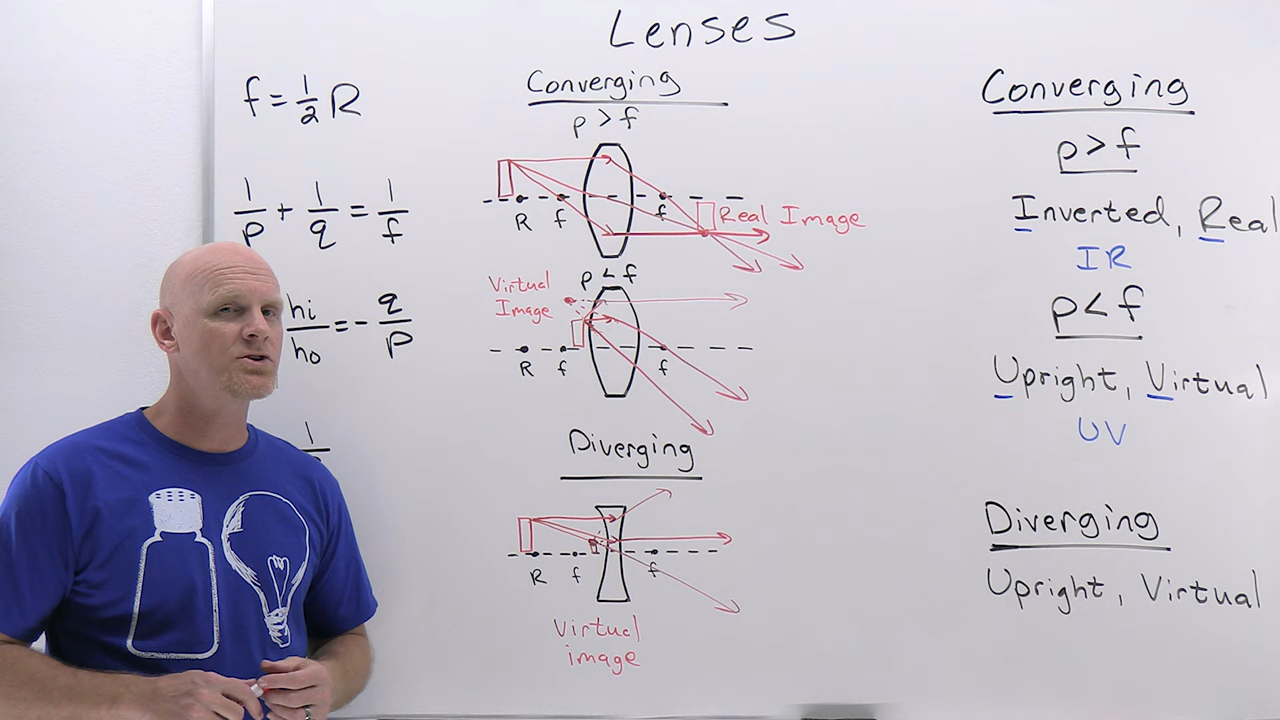 Lenses
f = 1/2 R
1/p + 1/q = 1/f
hi/ho = - q/p
1
Converging
p > f
R f f
Real Image
p < f
Virtual
Image
R f f
Diverging
R f f
Virtual
image
Converging
p > f
Inverted, Real
IR
p < f
Upright, Virtual
UV
Diverging
Upright, Virtual